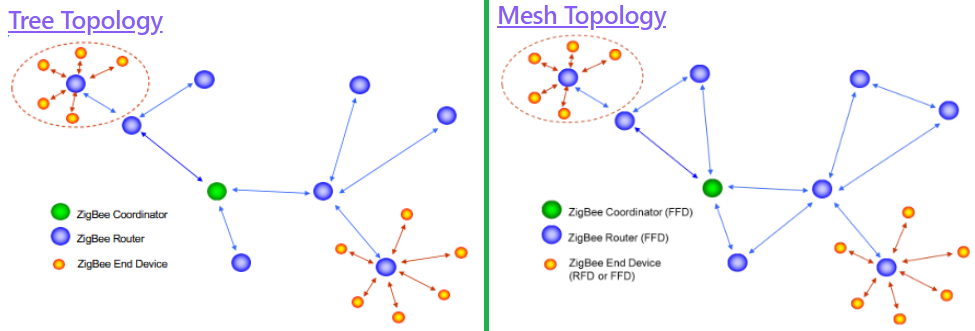 Tree Topology
ZigBee Coordinator
ZigBee Router
ZigBee End Device
Mesh Topology
ZigBee Coordinator (FFD)
ZigBee Router (FFD)
ZigBee End Device
(RFD or FFD)